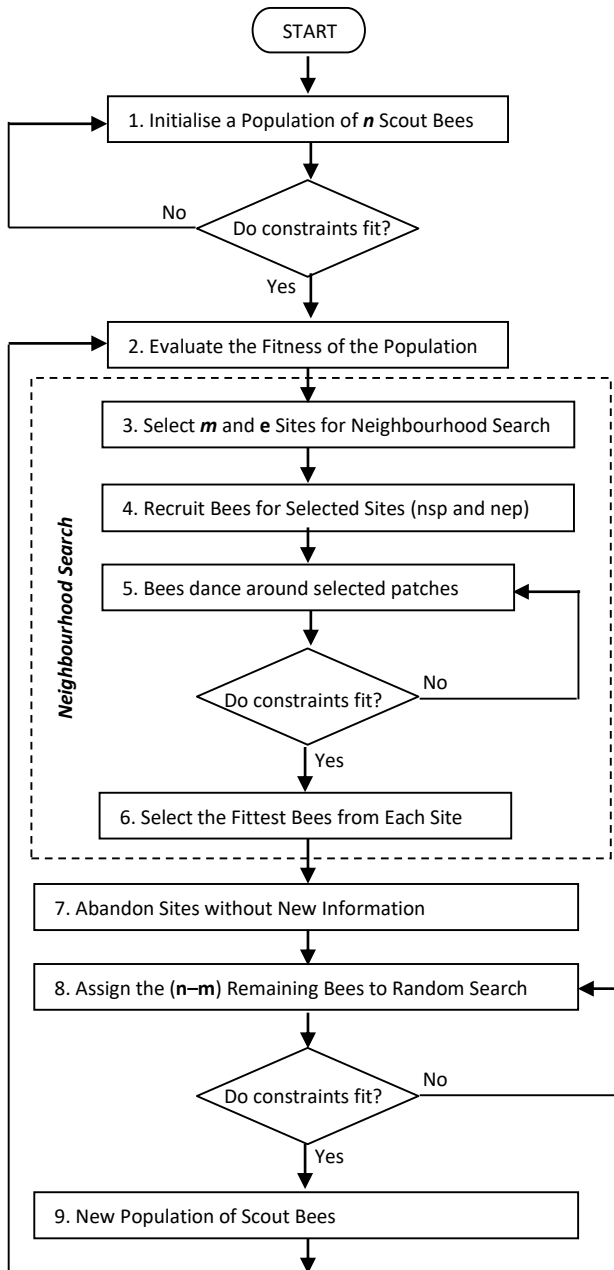 START
1. Initialise a Population of n Scout Bees
No
Do constraints fit?
Yes
2. Evaluate the Fitness of the Population
3. Select m and e Sites for Neighbourhood Search
4. Recruit Bees for Selected Sites (nsp and nep)
Neighbourhood Search
5. Bees dance around selected patches
No
Do constraints fit?
Yes
6. Select the Fittest Bees from Each Site
7. Abandon Sites without New Information
8. Assign the (n–m) Remaining Bees to Random Search
No
Do constraints fit?
Yes
9. New Population of Scout Bees